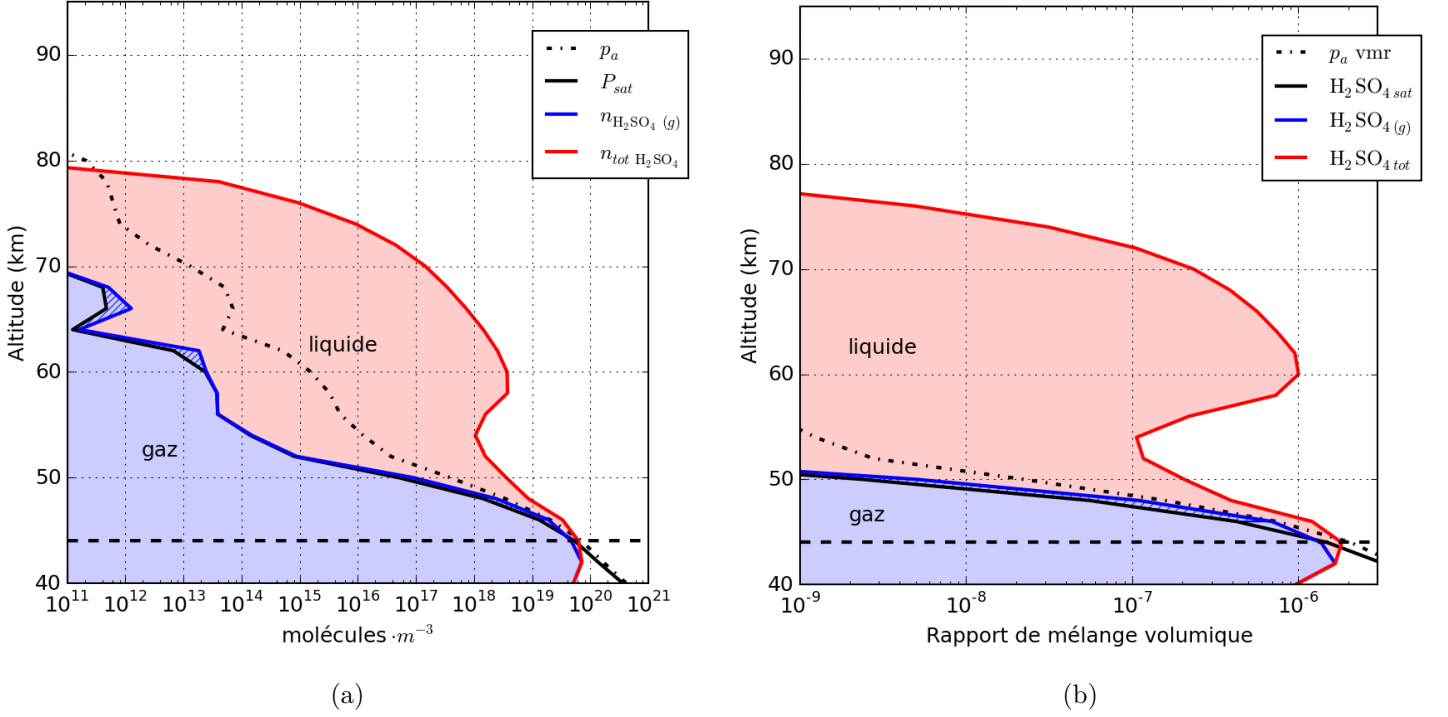 90
80
70
60
50
40
Altitude (km)
10^11 10^12 10^13 10^14 10^15 10^16 10^17 10^18 10^19 10^20 10^21
molécules · m^−3
p_a
P_sat
n_H₂SO₄ (g)
n_tot H₂SO₄
liquide
gaz
(a)
90
80
70
60
50
40
Altitude (km)
10^-9 10^-8 10^-7 10^-6
Rapport de mélange volumique
p_a vmr
H₂SO₄ sat
H₂SO₄ (g)
H₂SO₄ tot
liquide
gaz
(b)